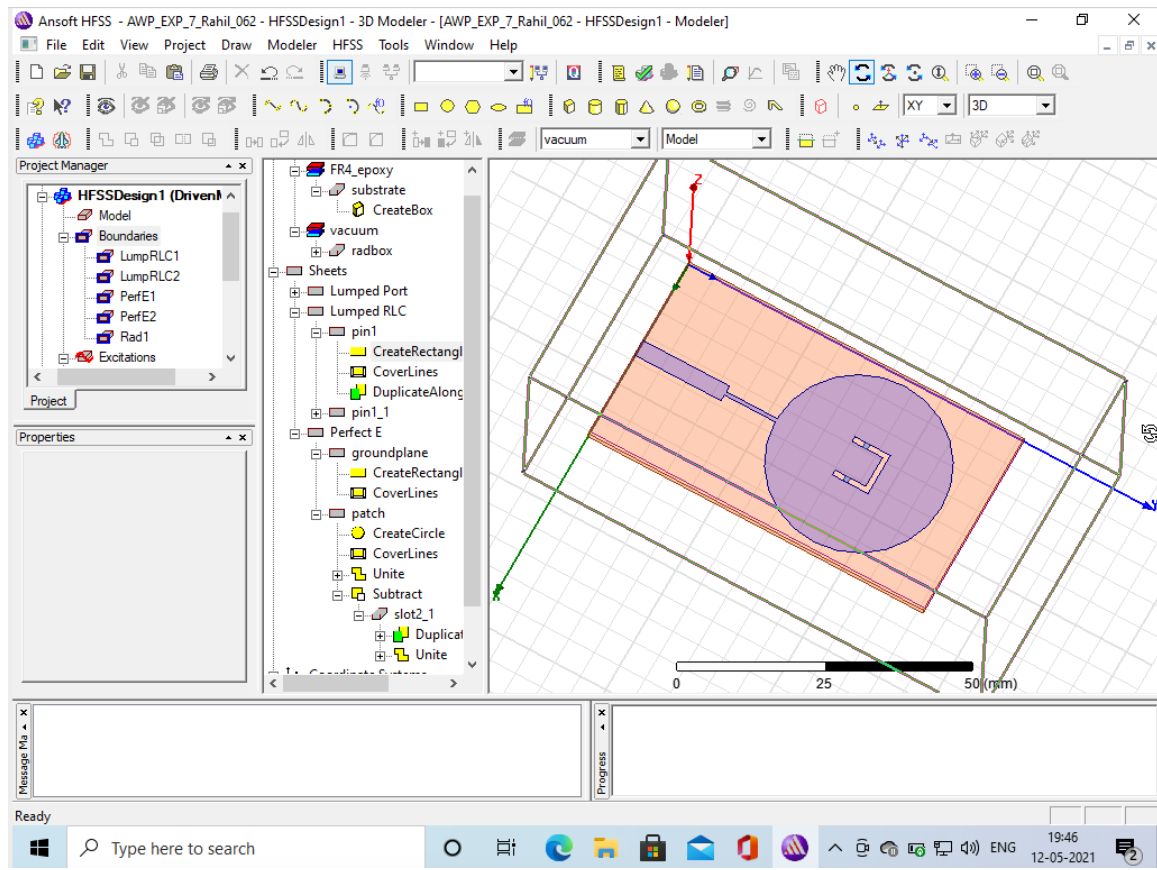 Ansoft HFSS - AWP_EXP_7_Rahil_062 - HFSSDesign1 - 3D Modeler - [AWP_EXP_7_Rahil_062 - HFSSDesign1 - Modeler]
File Edit View Project Draw Modeler HFSS Tools Window Help
XY 3D
vacuum Model
Project Manager
HFSSDesign1 (DrivenM
Model
Boundaries
LumpRLC1
LumpRLC2
PerfE1
PerfE2
Rad1
Excitations
Project
Properties
FR4_epoxy
substrate
CreateBox
vacuum
radbox
Sheets
Lumped Port
Lumped RLC
pin1
CreateRectangl
CoverLines
DuplicateAlong
pin1_1
Perfect E
groundplane
CreateRectangl
CoverLines
patch
CreateCircle
CoverLines
Unite
Subtract
slot2_1
Duplicat
Unite
Coordinate Systems
Z
0 25 50 (mm)
Message Ma
Progress
Ready
Type here to search
ENG
19:46
12-05-2021
2